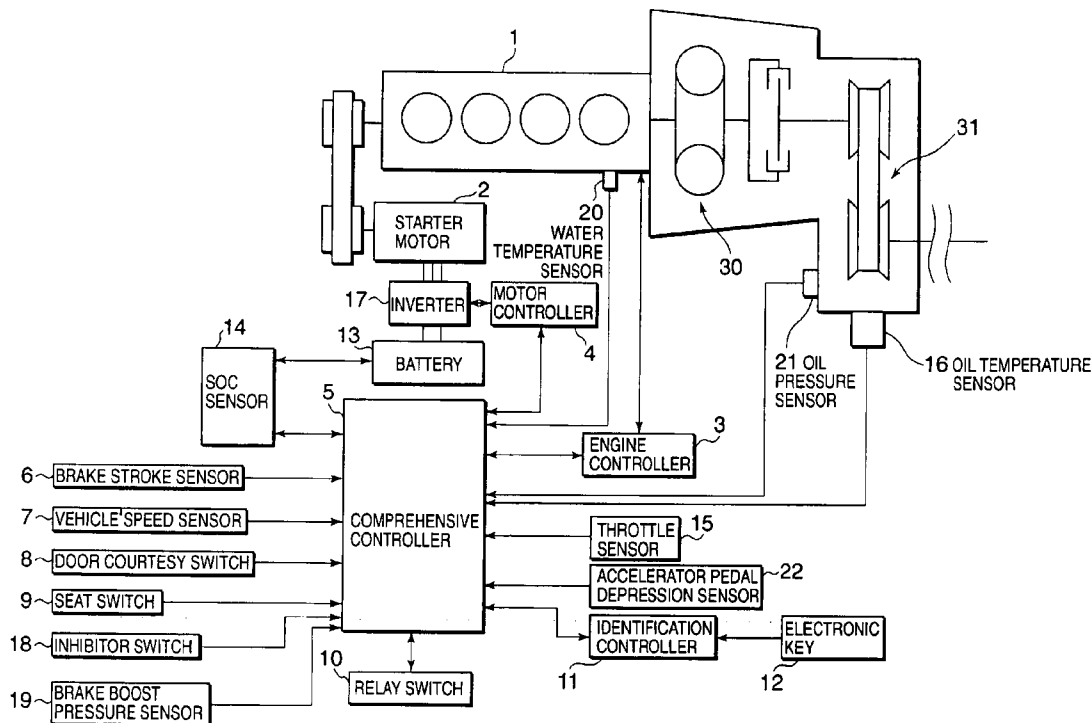 1
31
2
STARTER
MOTOR
20
WATER
TEMPERATURE
SENSOR
30
17
INVERTER
MOTOR
CONTROLLER
4
14
SOC
SENSOR
13
BATTERY
21 OIL
PRESSURE
SENSOR
16 OIL TEMPERATURE
SENSOR
5
COMPREHENSIVE
CONTROLLER
ENGINE
CONTROLLER
3
6
BRAKE STROKE SENSOR
7
VEHICLE SPEED SENSOR
8
DOOR COURTESY SWITCH
9
SEAT SWITCH
18
INHIBITOR SWITCH
19
BRAKE BOOST
PRESSURE SENSOR
THROTTLE
SENSOR
15
ACCELERATOR PEDAL
DEPRESSION SENSOR
22
IDENTIFICATION
CONTROLLER
11
ELECTRONIC
KEY
12
10
RELAY SWITCH